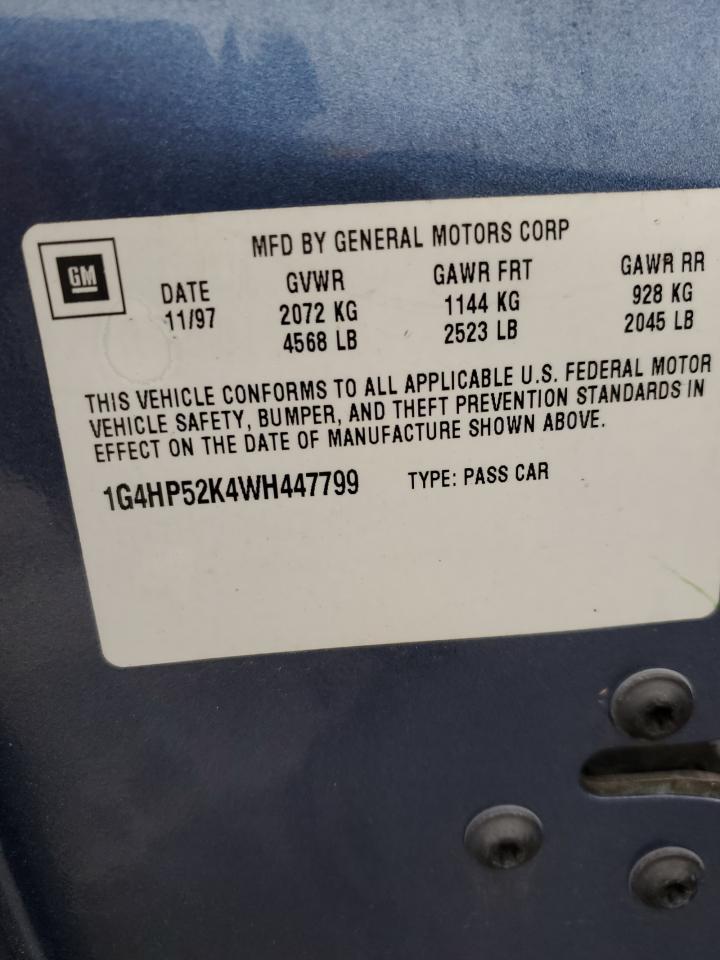 GM
MFD BY GENERAL MOTORS CORP
DATE GVWR GAWR FRT GAWR RR
11/97 2072 KG 1144 KG 928 KG
4568 LB 2523 LB 2045 LB
THIS VEHICLE CONFORMS TO ALL APPLICABLE U.S. FEDERAL MOTOR
VEHICLE SAFETY, BUMPER, AND THEFT PREVENTION STANDARDS IN
EFFECT ON THE DATE OF MANUFACTURE SHOWN ABOVE.
1G4HP52K4WH447799 TYPE: PASS CAR